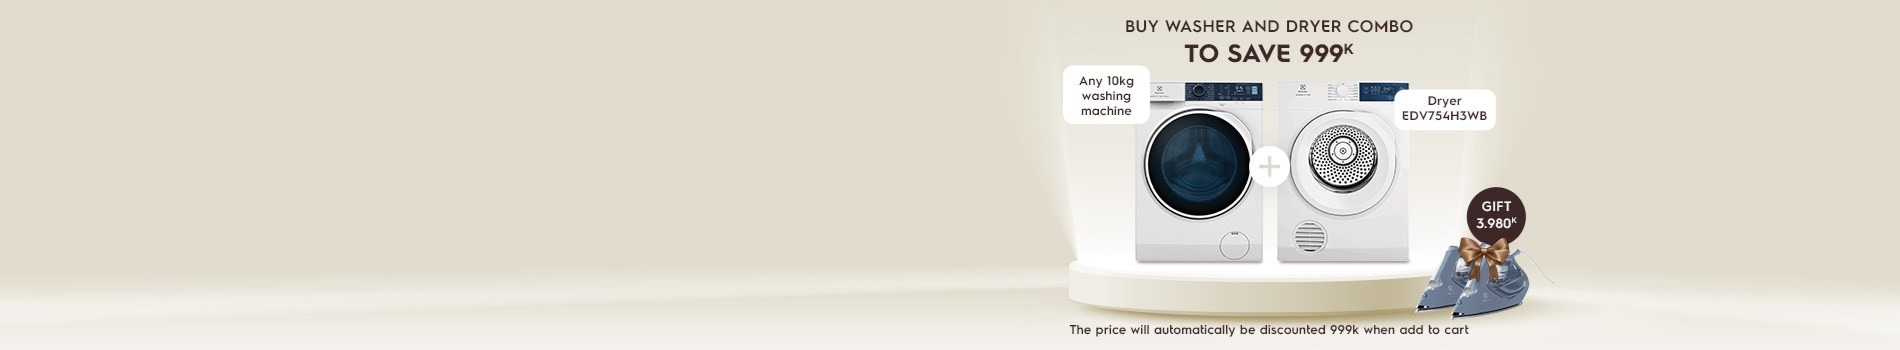 BUY WASHER AND DRYER COMBO
TO SAVE 999K
Any 10kg
washing
machine
Dryer
EDV754H3WB
GIFT
3.980K
The price will automatically be discounted 999k when add to cart